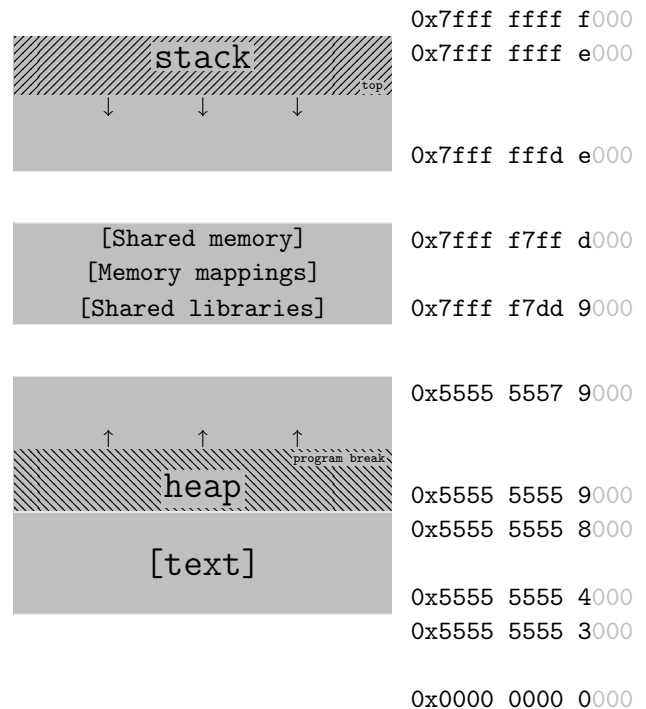 0x7fff ffff f000
stack 0x7fff ffff e000
top
↓ ↓ ↓
0x7fff fffd e000
[Shared memory] 0x7fff f7ff d000
[Memory mappings]
[Shared libraries] 0x7fff f7dd 9000
0x5555 5557 9000
↑ ↑ ↑
program break
heap 0x5555 5555 9000
0x5555 5555 8000
[text]
0x5555 5555 4000
0x5555 5555 3000
0x0000 0000 0000